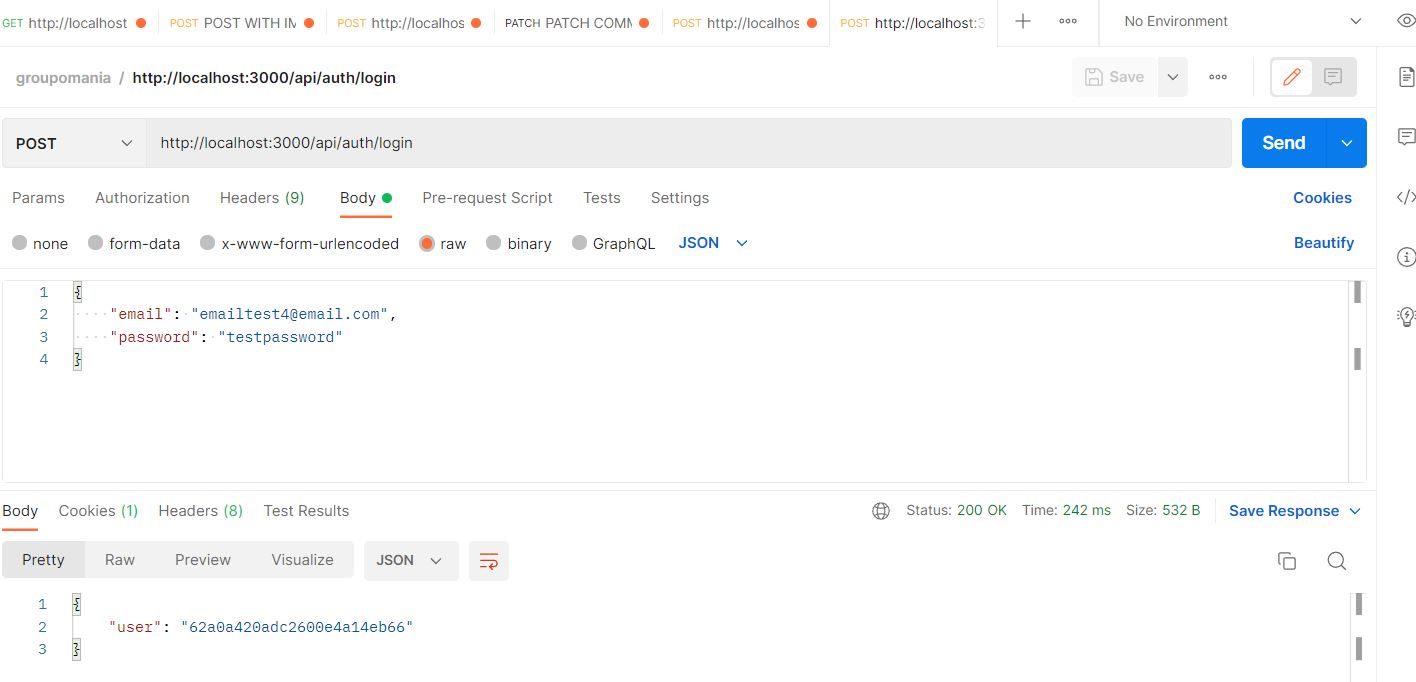 GET http://localhost POST POST WITH IM POST http://localhos PATCH PATCH COMM POST http://localhos POST http://localhost:3 No Environment
groupomania / http://localhost:3000/api/auth/login Save
POST http://localhost:3000/api/auth/login Send
Params Authorization Headers (9) Body Pre-request Script Tests Settings Cookies
none form-data x-www-form-urlencoded raw binary GraphQL JSON Beautify
1 {
2 "email": "emailtest4@email.com",
3 "password": "testpassword"
4 }
Body Cookies (1) Headers (8) Test Results Status: 200 OK Time: 242 ms Size: 532 B Save Response
Pretty Raw Preview Visualize JSON
1 {
2 "user": "62a0a420adc2600e4a14eb66"
3 }